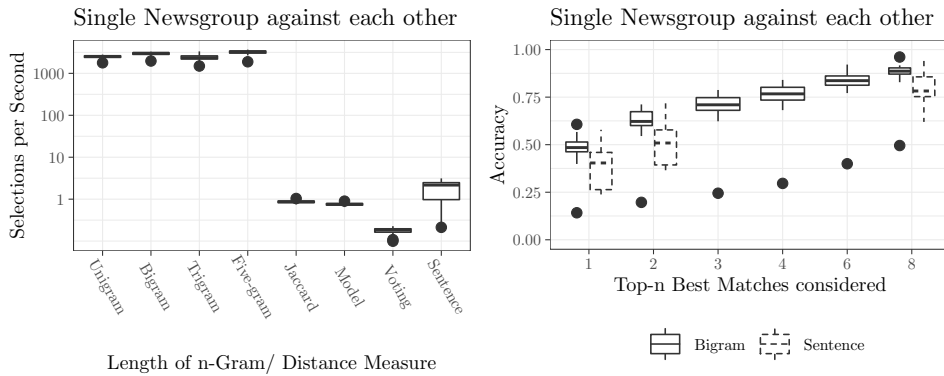 Single Newsgroup against each other
Selections per Second
1000
100
10
1
Unigram
Bigram
Trigram
Five-gram
Jaccard
Model
Voting
Sentence
Length of n-Gram/ Distance Measure
Single Newsgroup against each other
Accuracy
1.00
0.75
0.50
0.25
0.00
1
2
3
4
6
8
Top-n Best Matches considered
Bigram
Sentence